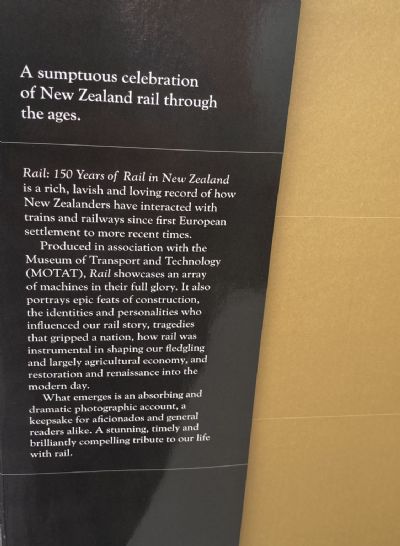 A sumptuous celebration
of New Zealand rail through
the ages.
Rail: 150 Years of Rail in New Zealand
is a rich, lavish and loving record of how
New Zealanders have interacted with
trains and railways since first European
settlement to more recent times.
Produced in association with the
Museum of Transport and Technology
(MOTAT), Rail showcases an array
of machines in their full glory. It also
portrays epic feats of construction,
the identities and personalities who
influenced our rail story, tragedies
that gripped a nation, how rail was
instrumental in shaping our fledgling
and largely agricultural economy, and
restoration and renaissance into the
modern day.
What emerges is an absorbing and
dramatic photographic account, a
keepsake for aficionados and general
readers alike. A stunning, timely and
brilliantly compelling tribute to our life
with rail.